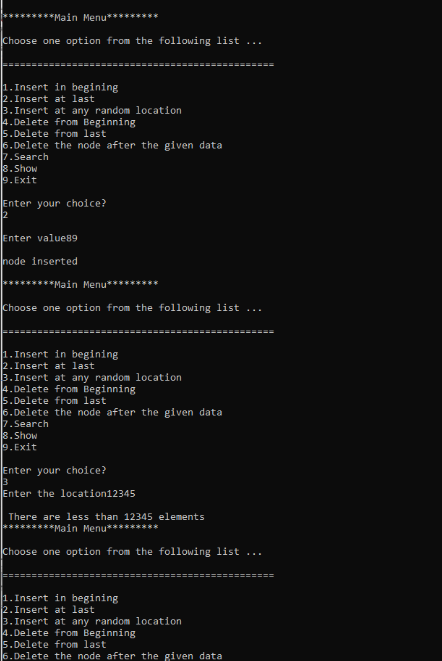 *********Main Menu*********
Choose one option from the following list ...
===============================================
1.Insert in begining
2.Insert at last
3.Insert at any random location
4.Delete from Beginning
5.Delete from last
6.Delete the node after the given data
7.Search
8.Show
9.Exit
Enter your choice?
2
Enter value89
node inserted
*********Main Menu*********
Choose one option from the following list ...
===============================================
1.Insert in begining
2.Insert at last
3.Insert at any random location
4.Delete from Beginning
5.Delete from last
6.Delete the node after the given data
7.Search
8.Show
9.Exit
Enter your choice?
3
Enter the location12345
There are less than 12345 elements
*********Main Menu*********
Choose one option from the following list ...
===============================================
1.Insert in begining
2.Insert at last
3.Insert at any random location
4.Delete from Beginning
5.Delete from last
6.Delete the node after the given data